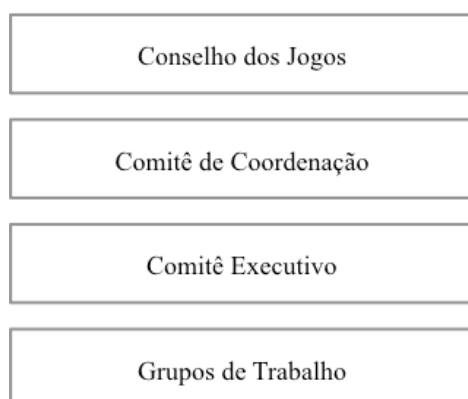 Conselho dos Jogos
Comitê de Coordenação
Comitê Executivo
Grupos de Trabalho